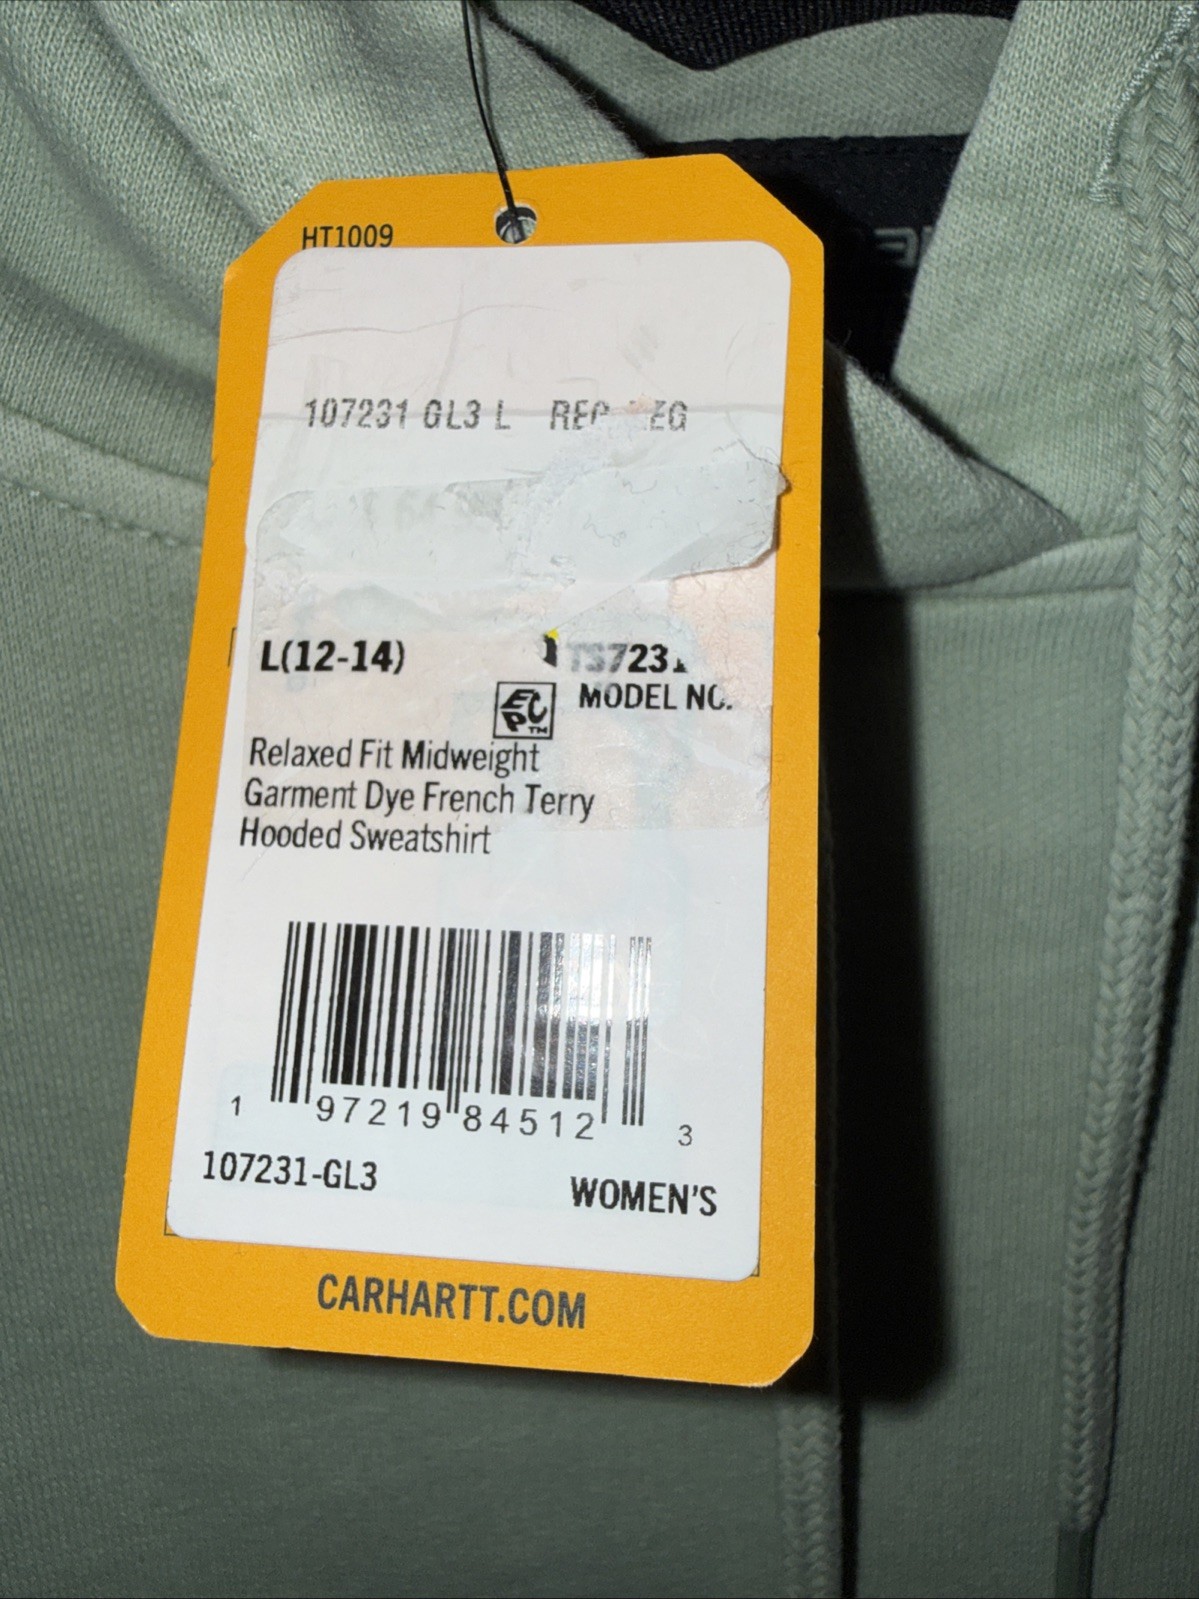 HT1009
107231 GL3 L
L(12-14)
MODEL NO.
ECPC™
Relaxed Fit Midweight
Garment Dye French Terry
Hooded Sweatshirt
1 97219 84512 3
107231-GL3
WOMEN'S
CARHARTT.COM